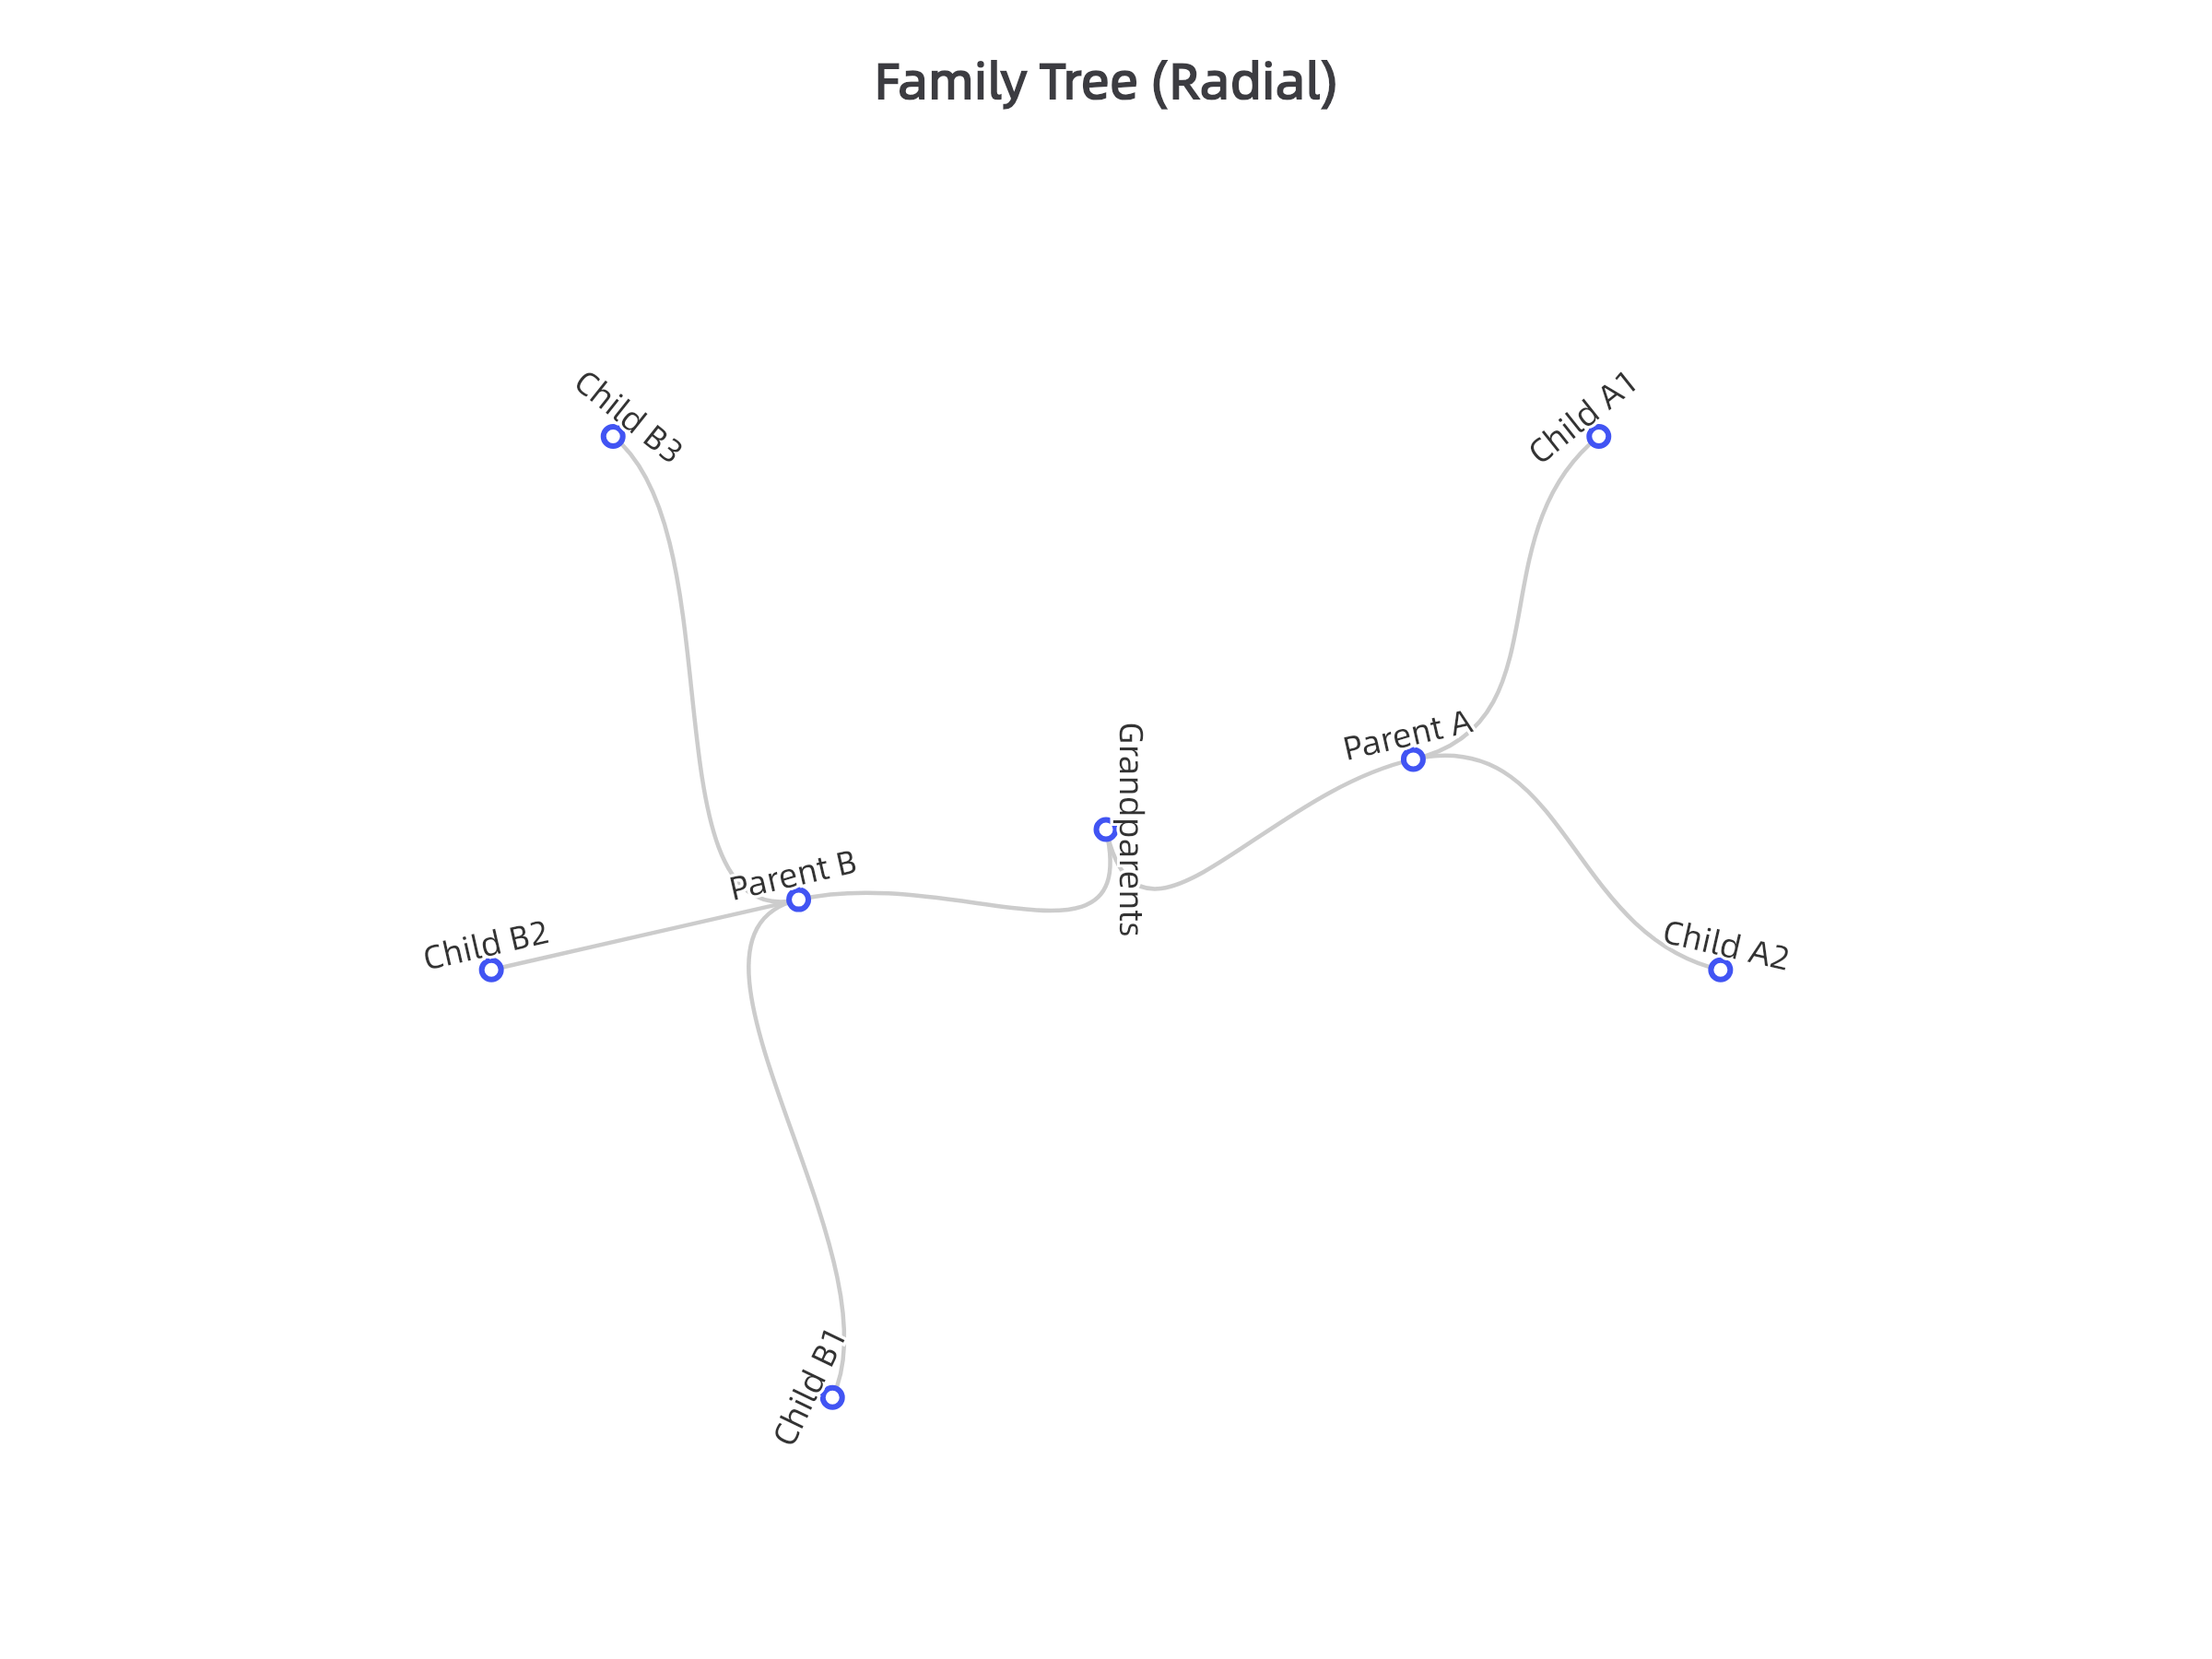 Family Tree (Radial)
Child B3
Child A1
Grandparents
Parent A
Parent B
Child B2
Child A2
Child B1